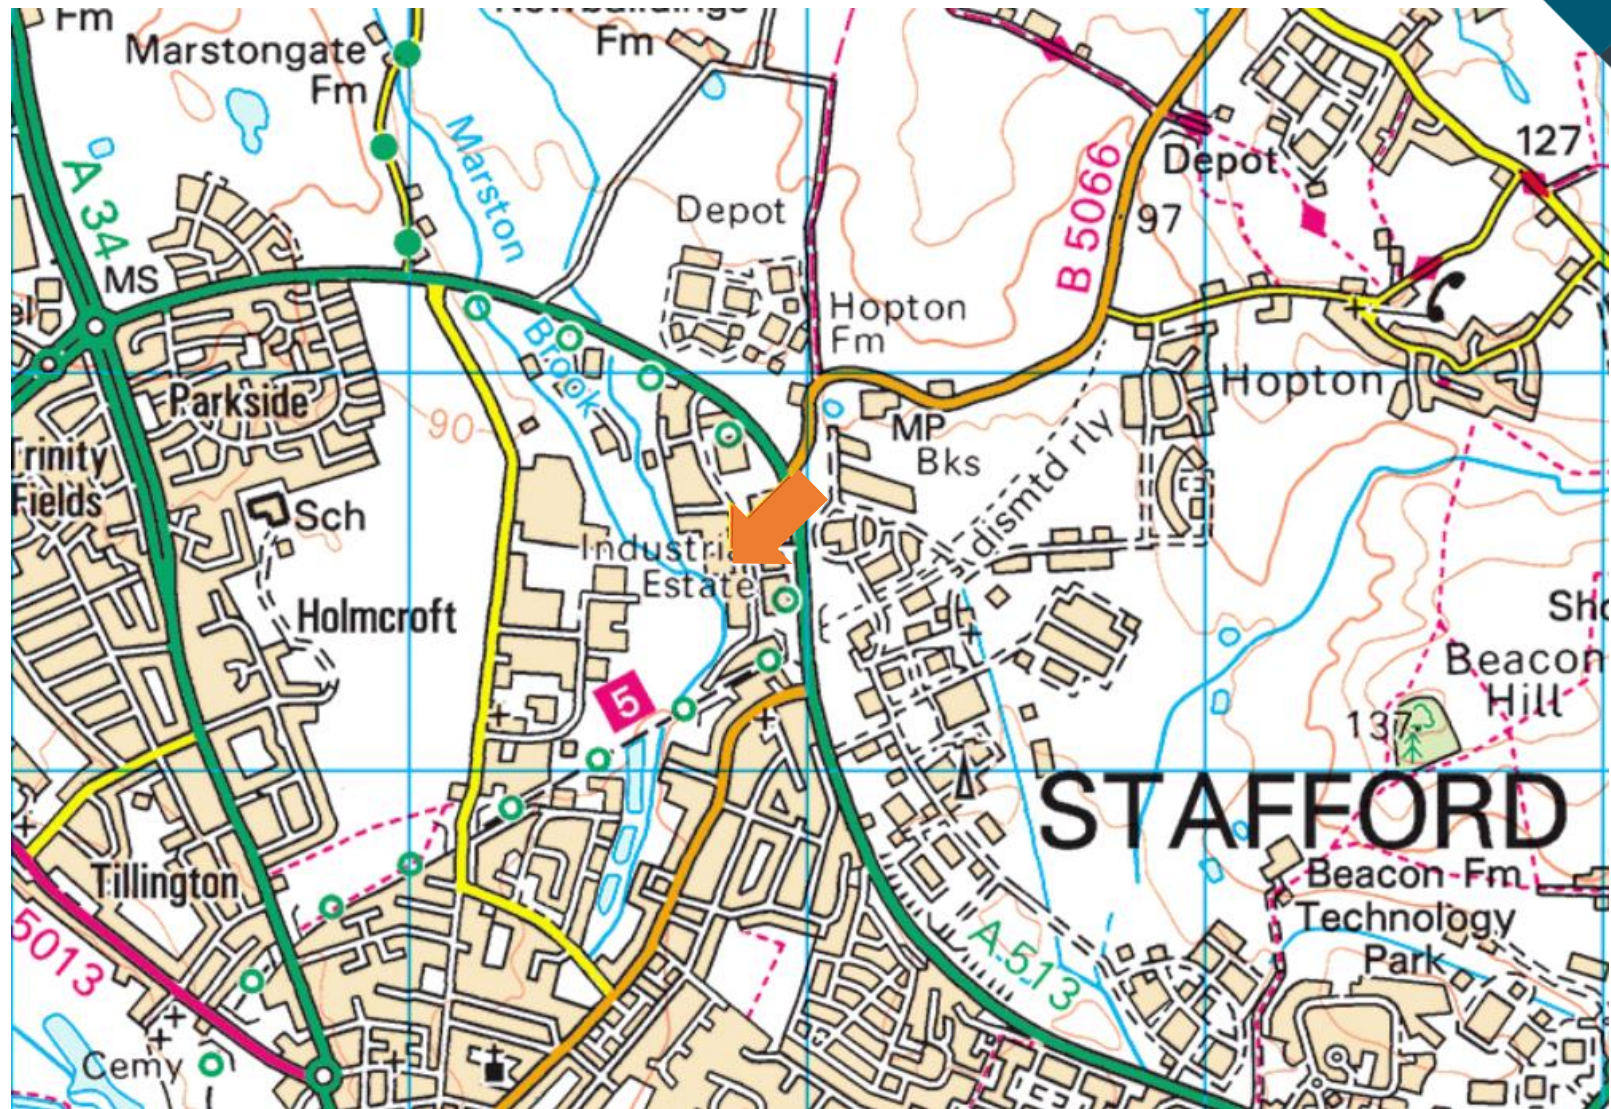 Fm
Marstongate
Fm
Newbuildings
Fm
Marston
Depot
A 34
MS
B 5066
Depot
127
97
Hopton
Fm
Brook
Parkside
90
Hopton
MP
Bks
Trinity
Fields
Sch
dismtd rly
Estate
Holmcroft
Beacon
Hill
137
5
STAFFORD
Tillington
Beacon Fm
Technology
Park
5013
A 513
Cemy